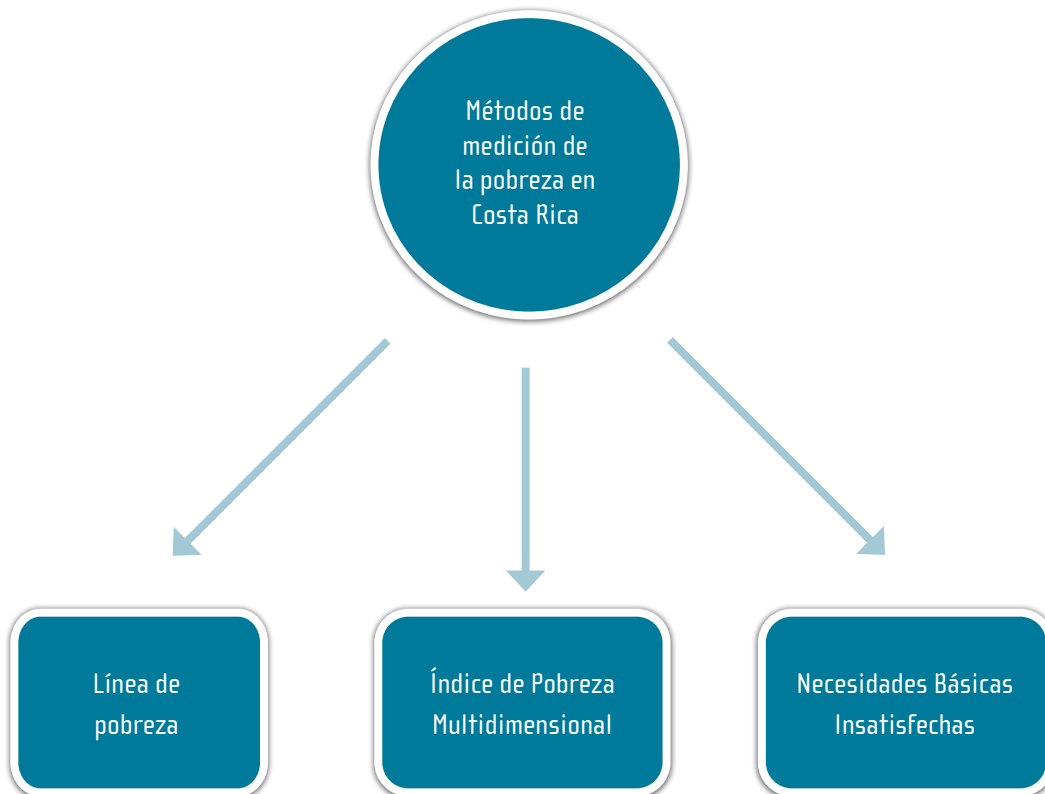 Métodos de
medición de
la pobreza en
Costa Rica
Línea de
pobreza
Índice de Pobreza
Multidimensional
Necesidades Básicas
Insatisfechas